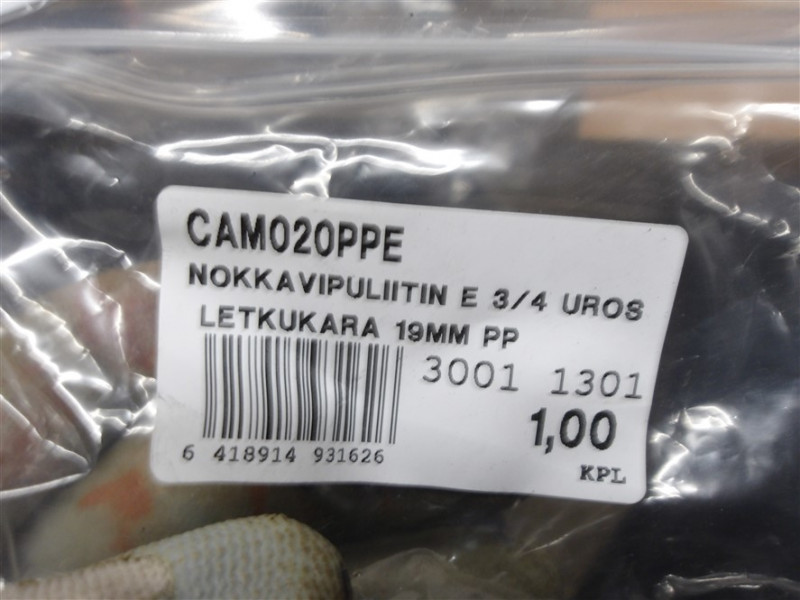 CAM020PPE
NOKKAVIPULIITIN E 3/4 UROS
LETKUKARA 19MM PP
3001 1301
1,00
6 418914 931626
KPL